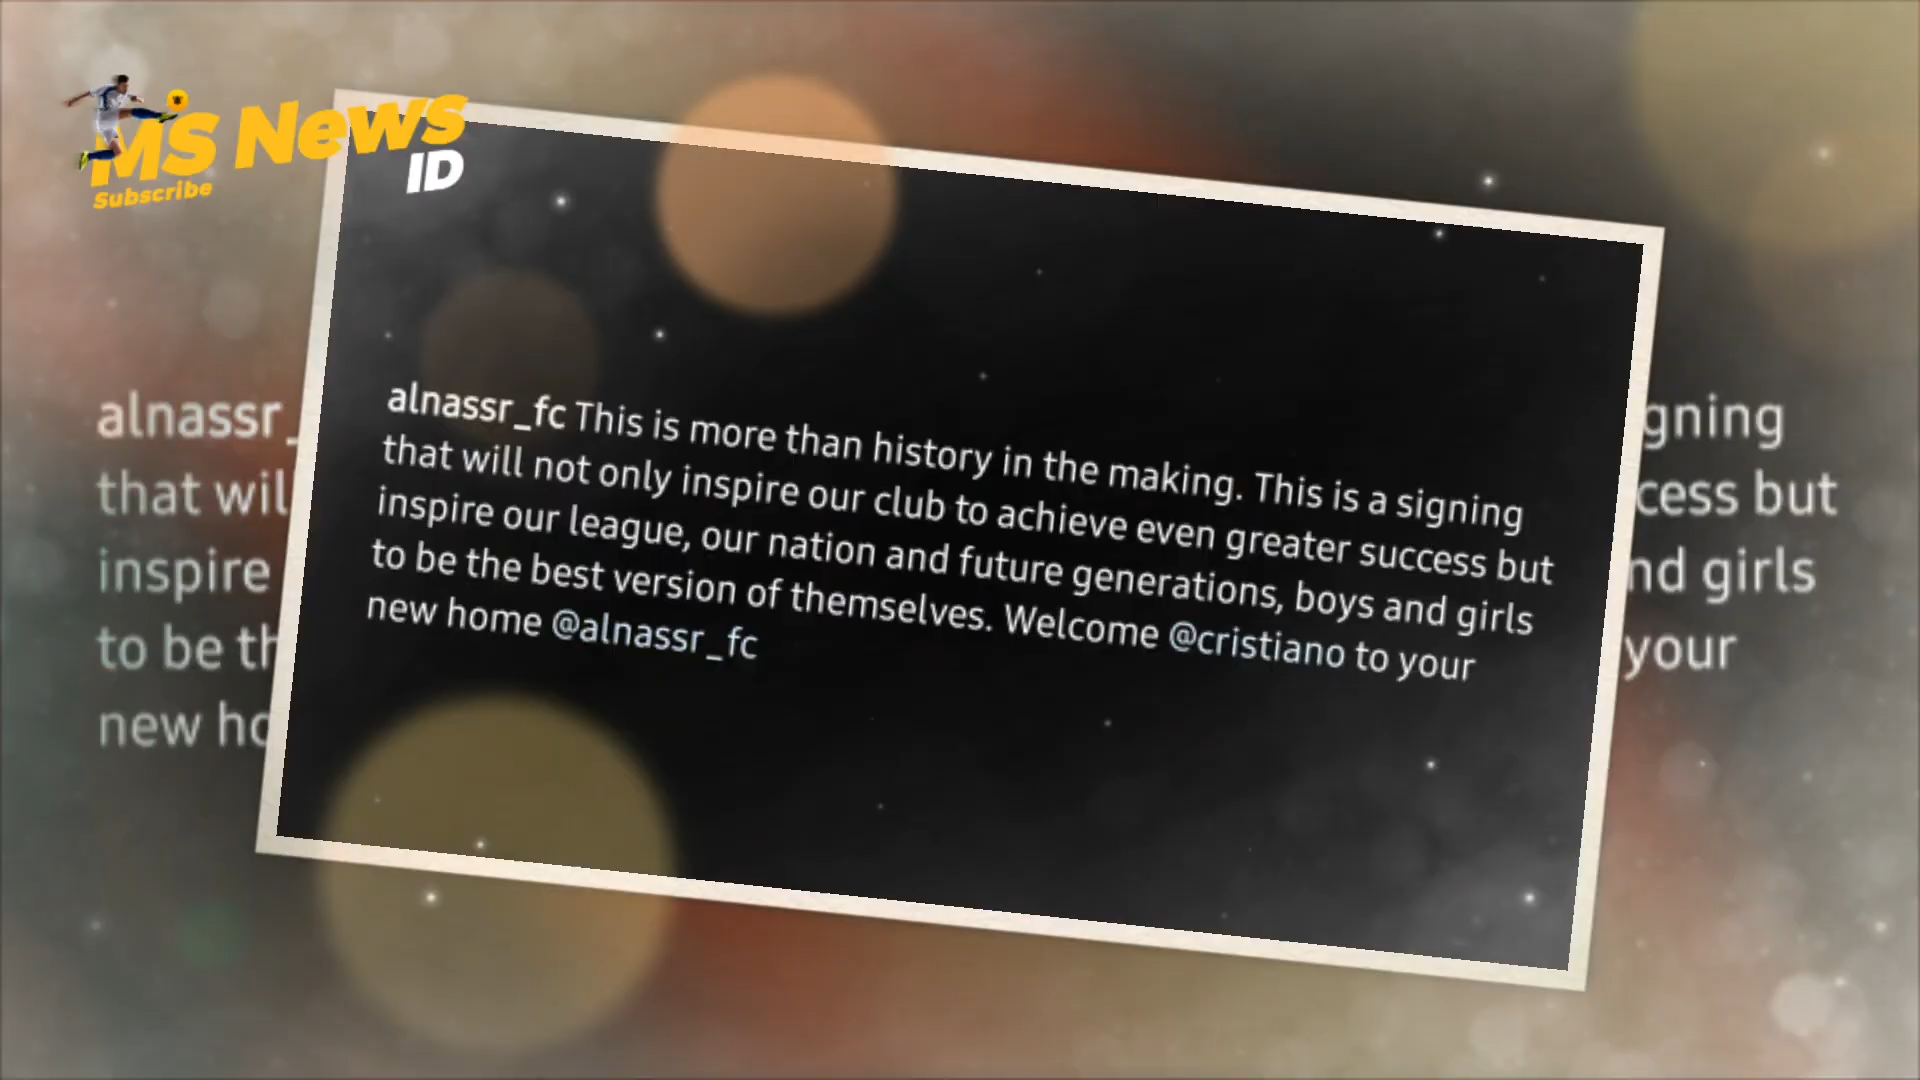 MS News
ID
Subscribe
alnassr_fc This is more than history in the making. This is a signing
that will not only inspire our club to achieve even greater success but
inspire our league, our nation and future generations, boys and girls
to be the best version of themselves. Welcome @cristiano to your
new home @alnassr_fc
alnassr_
gning
that wil
cess but
inspire
nd girls
to be th
your
new ho